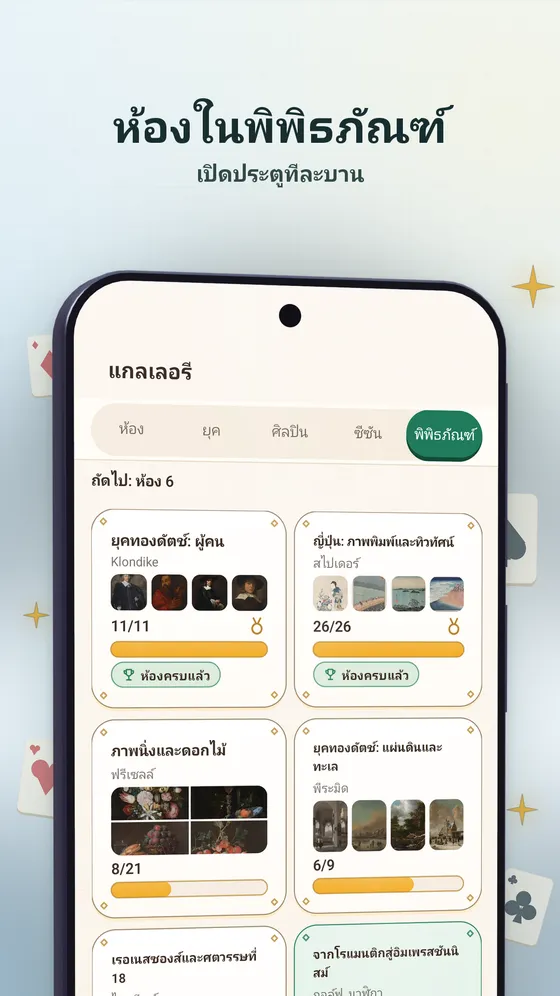 ห้องในพิพิธภัณฑ์
เปิดประตูทีละบาน
แกลเลอรี
ห้อง
ยุค
ศิลปิน
ซีซัน
พิพิธภัณฑ์
ถัดไป: ห้อง 6
ยุคทองดัตช์: ผู้คน
Klondike
11/11
ห้องครบแล้ว
ญี่ปุ่น: ภาพพิมพ์และทิวทัศน์
สไปเดอร์
26/26
ห้องครบแล้ว
ภาพนิ่งและดอกไม้
ฟรีเซลล์
8/21
ยุคทองดัตช์: แผ่นดินและ
ทะเล
พีระมิด
6/9
เรอเนสซองส์และศตวรรษที่
18
จากโรแมนติกสู่อิมเพรสชันนิ
สม์